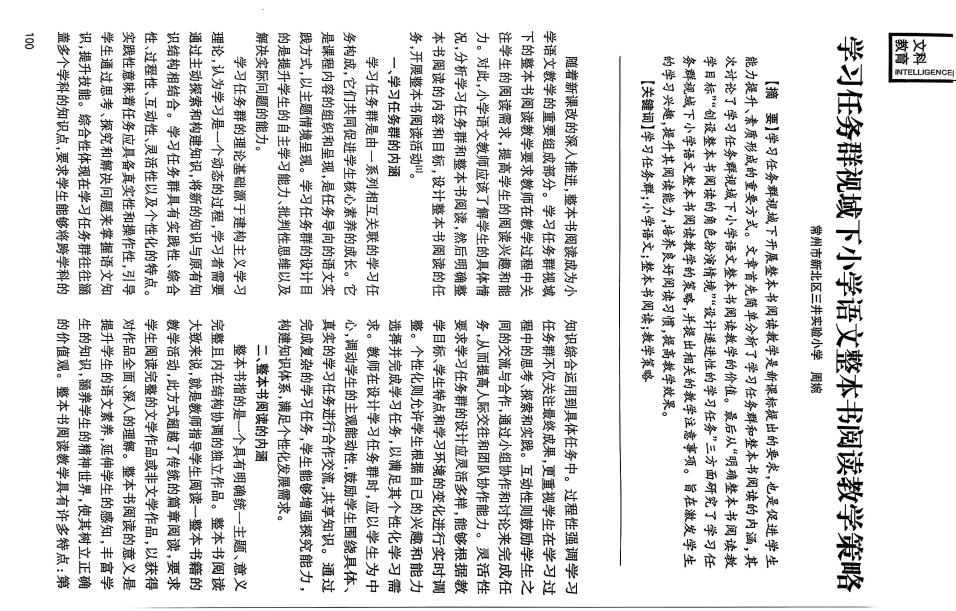 文科
教育
INTELLIGENCE
学习任务群视域下小学语文整本书阅读教学策略
常州市新北区三井实验小学 周婉
【摘 要】学习任务群视域下开展整本书阅读教学是新课标提出的要求,也是促进学生
能力提升、素质形成的重要方式。文章首先简单分析了学习任务群和整本书阅读的内涵,其
次讨论了学习任务群视域下小学语文整本书阅读教学的价值。最后从“明确整本书阅读教
学目标”“创设整本书阅读的角色扮演情境”“设计递进性的学习任务”三方面研究了学习任
务群视域下小学语文整本书阅读教学的策略,并提出相关的教学注意事项。旨在激发学生
的学习兴趣,提升其阅读能力,培养良好阅读习惯,提高教学效果。
【关键词】学习任务群;小学语文;整本书阅读;教学策略
随着新课改的深入推进,整本书阅读成为小
学语文教学的重要组成部分。学习任务群视域
下的整本书阅读教学要求教师在教学过程中关
注学生的阅读需求,提高学生的阅读兴趣和能
力。对此,小学语文教师应该了解学生的具体情
况,分析学习任务群和整本书阅读,然后明确整
本书阅读的内容和目标,设计整本书阅读的任
务,开展整本书阅读活动[1]。
一、学习任务群的内涵
学习任务群是由一系列相互关联的学习任
务构成,它们共同促进学生核心素养的成长。它
是课程内容的组织和呈现,是任务导向的语文实
践方式,以主题情境呈现。学习任务群的设计目
的是提升学生的自主学习能力、批判性思维以及
解决实际问题的能力。
学习任务群的理论基础源于建构主义学习
理论,认为学习是一个动态的过程,学习者需要
通过主动探索和构建知识,将新的知识与原有知
识结构相结合。学习任务群具有实践性、综合
性、过程性、互动性、灵活性以及个性化的特点。
实践性意味着任务应具备真实性和操作性,引导
学生通过思考、探究和解决问题来掌握语文知
识,提升技能。综合性体现在学习任务群往往涵
盖多个学科的知识点,要求学生能够将跨学科的
知识综合运用到具体任务中。过程性强调学习
任务群不仅关注最终成果,更重视学生在学习过
程中的思考、探索和实践。互动性则鼓励学生之
间的交流与合作,通过小组协作和讨论来完成任
务,从而提高人际交往和团队协作能力。灵活性
要求学习任务群的设计应灵活多样,能够根据教
学目标、学生特点和学习环境的变化进行实时调
整。个性化则允许学生根据自己的兴趣和能力
选择并完成学习任务,以满足其个性化学习需
求。教师在设计学习任务群时,应以学生为中
心,调动学生的主观能动性,鼓励学生围绕具体、
真实的学习任务进行合作交流,共享知识。通过
完成复杂的学习任务,学生能够增强探究能力,
构建知识体系,满足个性化发展需求。
二、整本书阅读的内涵
整本书指的是一个具有明确统一主题、意义
完整且内在结构协调的独立作品。整本书阅读
大致来说,就是教师指导学生阅读一整本书籍的
教学活动,此方式超越了传统的篇章阅读,要求
学生阅读完整的文学作品或非文学作品,以获得
对作品全面、深入的理解。整本书阅读的意义是
提升学生的语文素养,延伸学生的感知,丰富学
生的知识,涵养学生的精神世界,使其树立正确
的价值观。整本书阅读教学具有许多特点:第
100